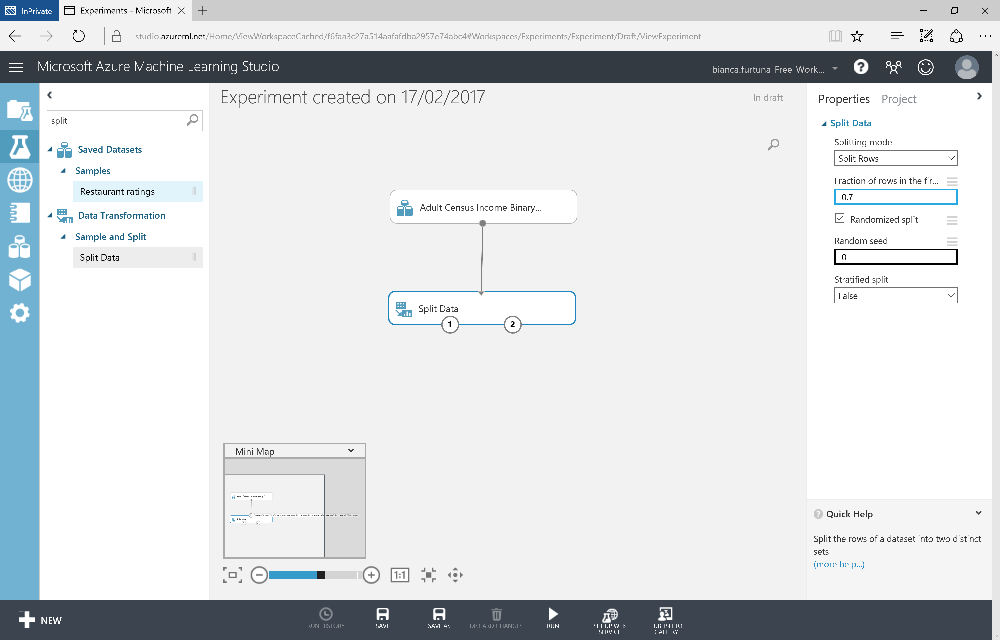 InPrivate
Experiments - Microsoft
studio.azureml.net/Home/ViewWorkspaceCached/f6faa3c27a514aafafdba2957e74abc4#Workspaces/Experiments/Experiment/Draft/ViewExperiment
Microsoft Azure Machine Learning Studio
bianca.furtuna-Free-Work...
?
split
Saved Datasets
Samples
Restaurant ratings
Data Transformation
Sample and Split
Split Data
Experiment created on 17/02/2017
In draft
Adult Census Income Binary...
Split Data
1
2
Mini Map
Adult Census Income Binary C...
Split Data
1
2
1:1
Properties
Project
Split Data
Splitting mode
Split Rows
Fraction of rows in the fir...
0.7
Randomized split
Random seed
0
Stratified split
False
? Quick Help
Split the rows of a dataset into two distinct
sets
(more help...)
NEW
RUN HISTORY
SAVE
SAVE AS
DISCARD CHANGES
RUN
SET UP WEB
SERVICE
PUBLISH TO
GALLERY